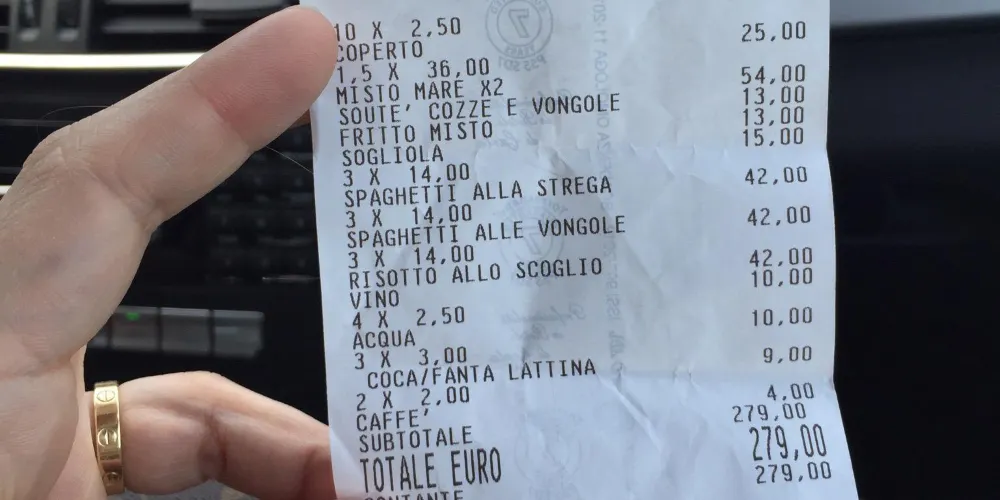 10 X 2,50 25,00
COPERTO
1,5 X 36,00 54,00
MISTO MARE X2
SOUTE' COZZE E VONGOLE 13,00
FRITTO MISTO 13,00
SOGLIOLA 15,00
3 X 14,00
SPAGHETTI ALLA STREGA 42,00
3 X 14,00
SPAGHETTI ALLE VONGOLE 42,00
3 X 14,00
RISOTTO ALLO SCOGLIO 42,00
VINO 10,00
4 X 2,50
ACQUA 10,00
3 X 3,00
COCA/FANTA LATTINA 9,00
2 X 2,00
CAFFE' 4,00
SUBTOTALE 279,00
TOTALE EURO 279,00
CONTANTE 279,00